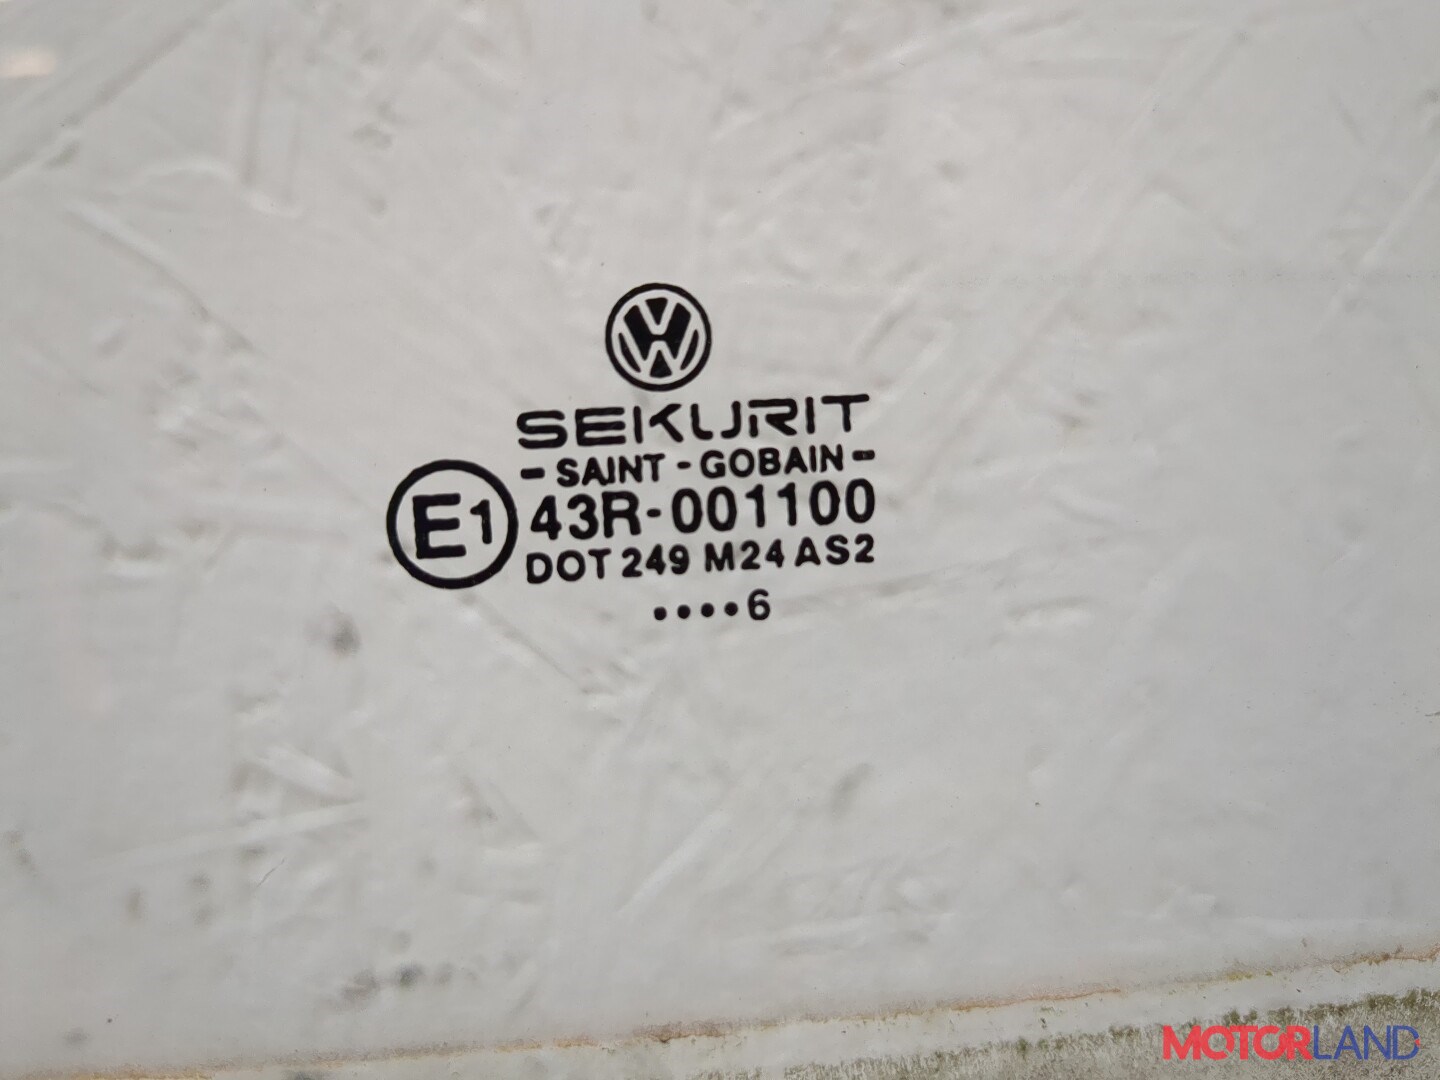 SEKURIT
- SAINT - GOBAIN -
E1 43R-001100
DOT 249 M24 AS2
••••6
MOTORLAND